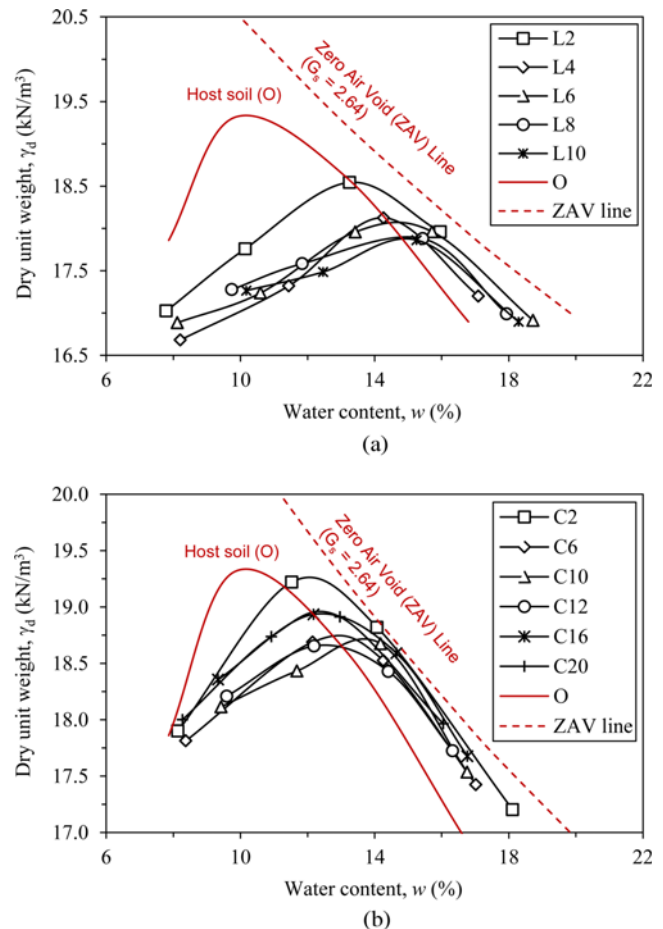 20.5
19.5
18.5
17.5
16.5
Dry unit weight, γd (kN/m³)
Host soil (O)
Zero Air Void (ZAV) Line
(Gs = 2.64)
L2
L4
L6
L8
L10
O
ZAV line
6 10 14 18 22
Water content, w (%)
(a)
20.0
19.5
19.0
18.5
18.0
17.5
17.0
Dry unit weight, γd (kN/m³)
Host soil (O)
Zero Air Void (ZAV) Line
(Gs = 2.64)
C2
C6
C10
C12
C16
C20
O
ZAV line
6 10 14 18 22
Water content, w (%)
(b)